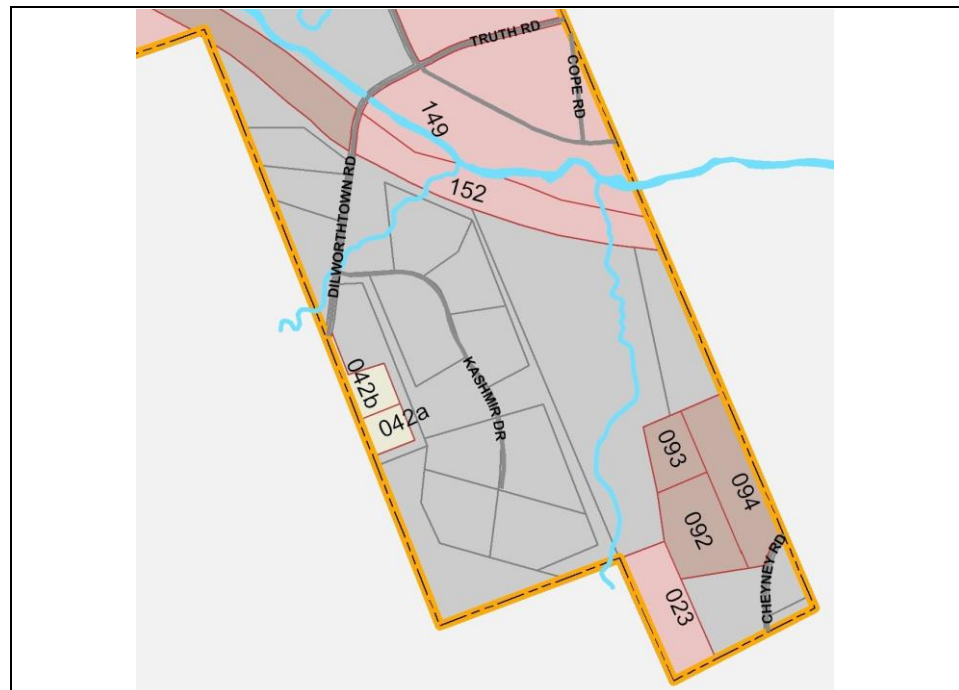 TRUTH RD
COPE RD
149
152
DILWORTHTOWN RD
042b
042a
KASHMIR DR
093
094
092
CHEYNEY RD
023